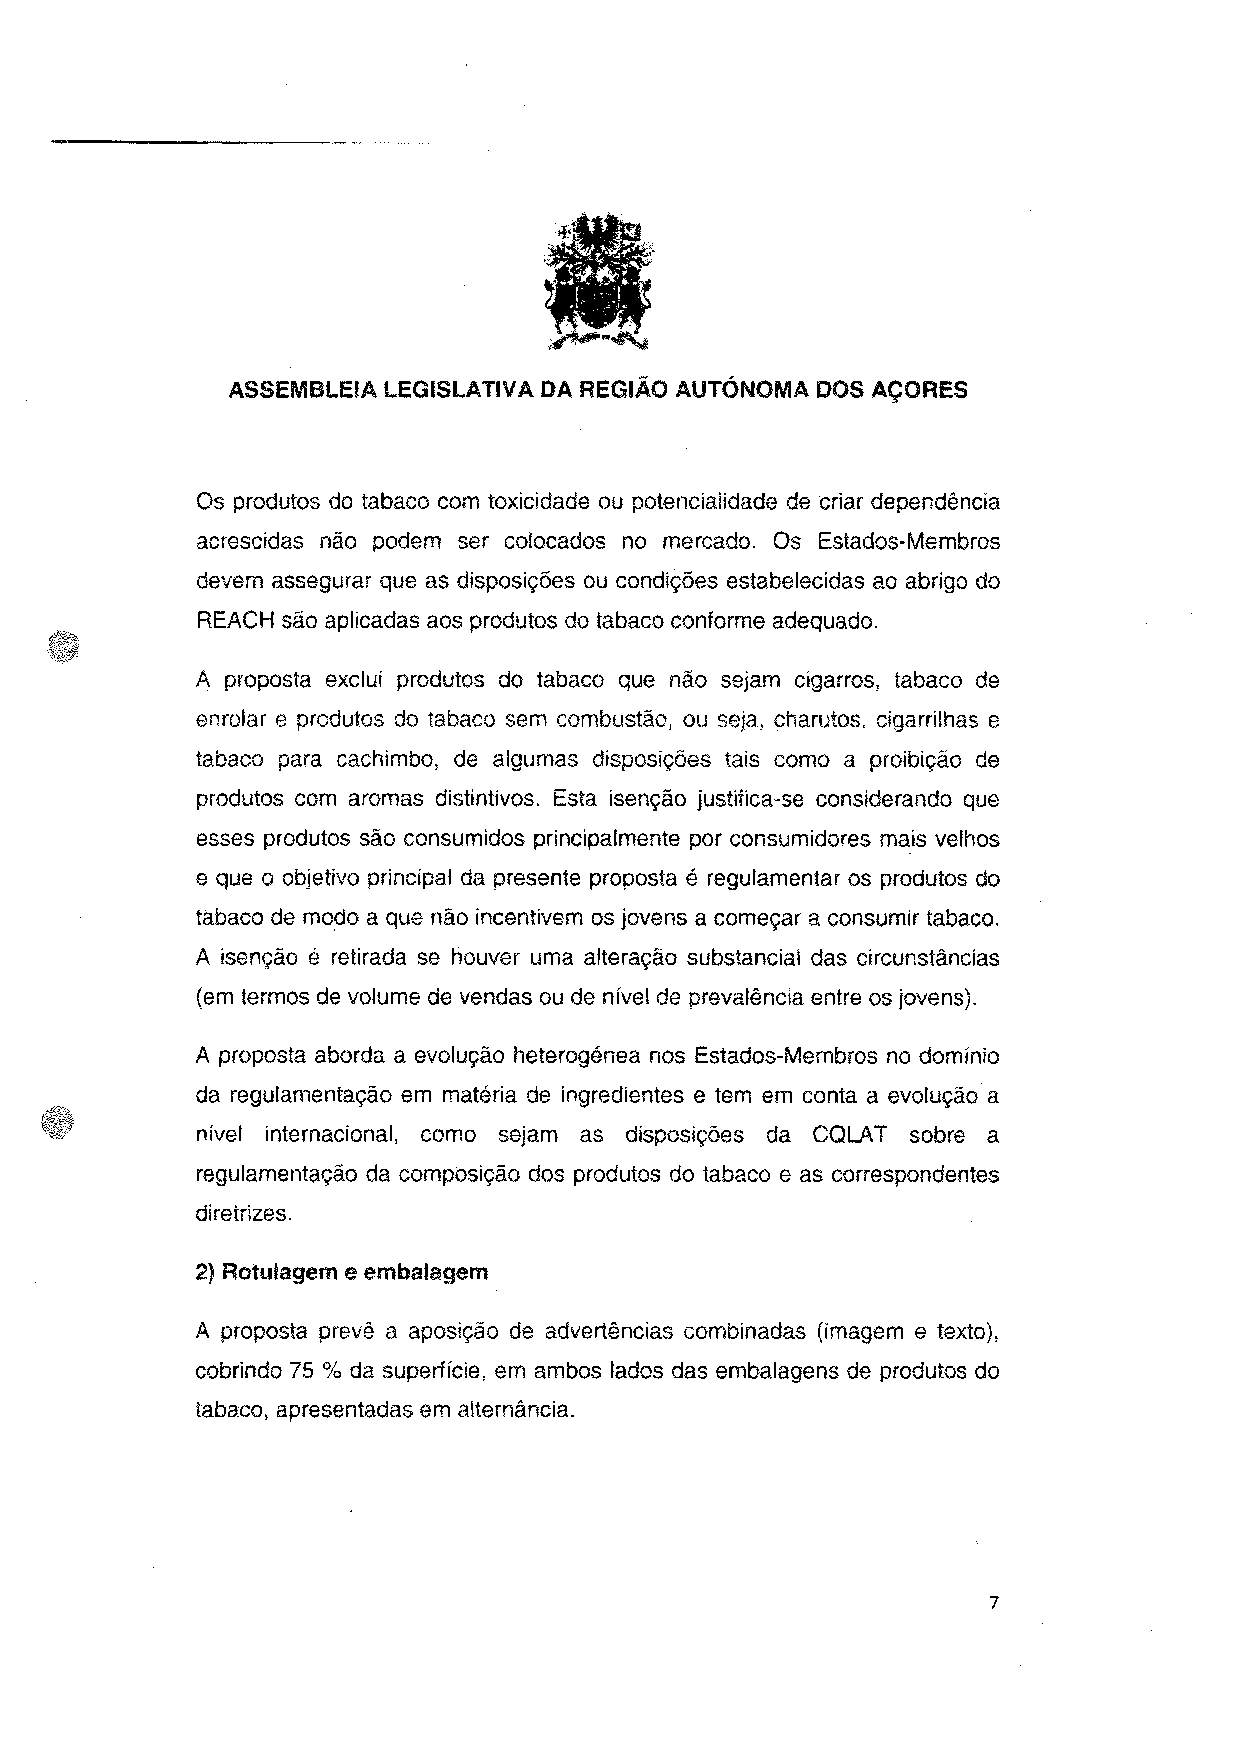 ASSEMBLEIA LEGISLATIVA DA REGIÃO AUTÓNOMA DOS AÇORES
Os produtos do tabaco com toxicidade ou potencialidade de criar dependência
acrescidas não podem ser colocados no mercado. Os Estados-Membros
devem assegurar que as disposições ou condições estabelecidas ao abrigo do
REACH são aplicadas aos produtos do tabaco conforme adequado.
A proposta exclui produtos do tabaco que não sejam cigarros, tabaco de
enrolar e produtos do tabaco sem combustão, ou seja, charutos, cigarrilhas e
tabaco para cachimbo, de algumas disposições tais como a proibição de
produtos com aromas distintivos. Esta isenção justifica-se considerando que
esses produtos são consumidos principalmente por consumidores mais velhos
e que o objetivo principal da presente proposta é regulamentar os produtos do
tabaco de modo a que não incentivem os jovens a começar a consumir tabaco.
A isenção é retirada se houver uma alteração substancial das circunstâncias
(em termos de volume de vendas ou de nível de prevalência entre os jovens).
A proposta aborda a evolução heterogénea nos Estados-Membros no domínio
da regulamentação em matéria de ingredientes e tem em conta a evolução a
nível internacional, como sejam as disposições da CQLAT sobre a
regulamentação da composição dos produtos do tabaco e as correspondentes
diretrizes.
2) Rotulagem e embalagem
A proposta prevê a aposição de advertências combinadas (imagem e texto),
cobrindo 75 % da superfície, em ambos lados das embalagens de produtos do
tabaco, apresentadas em alternância.
7